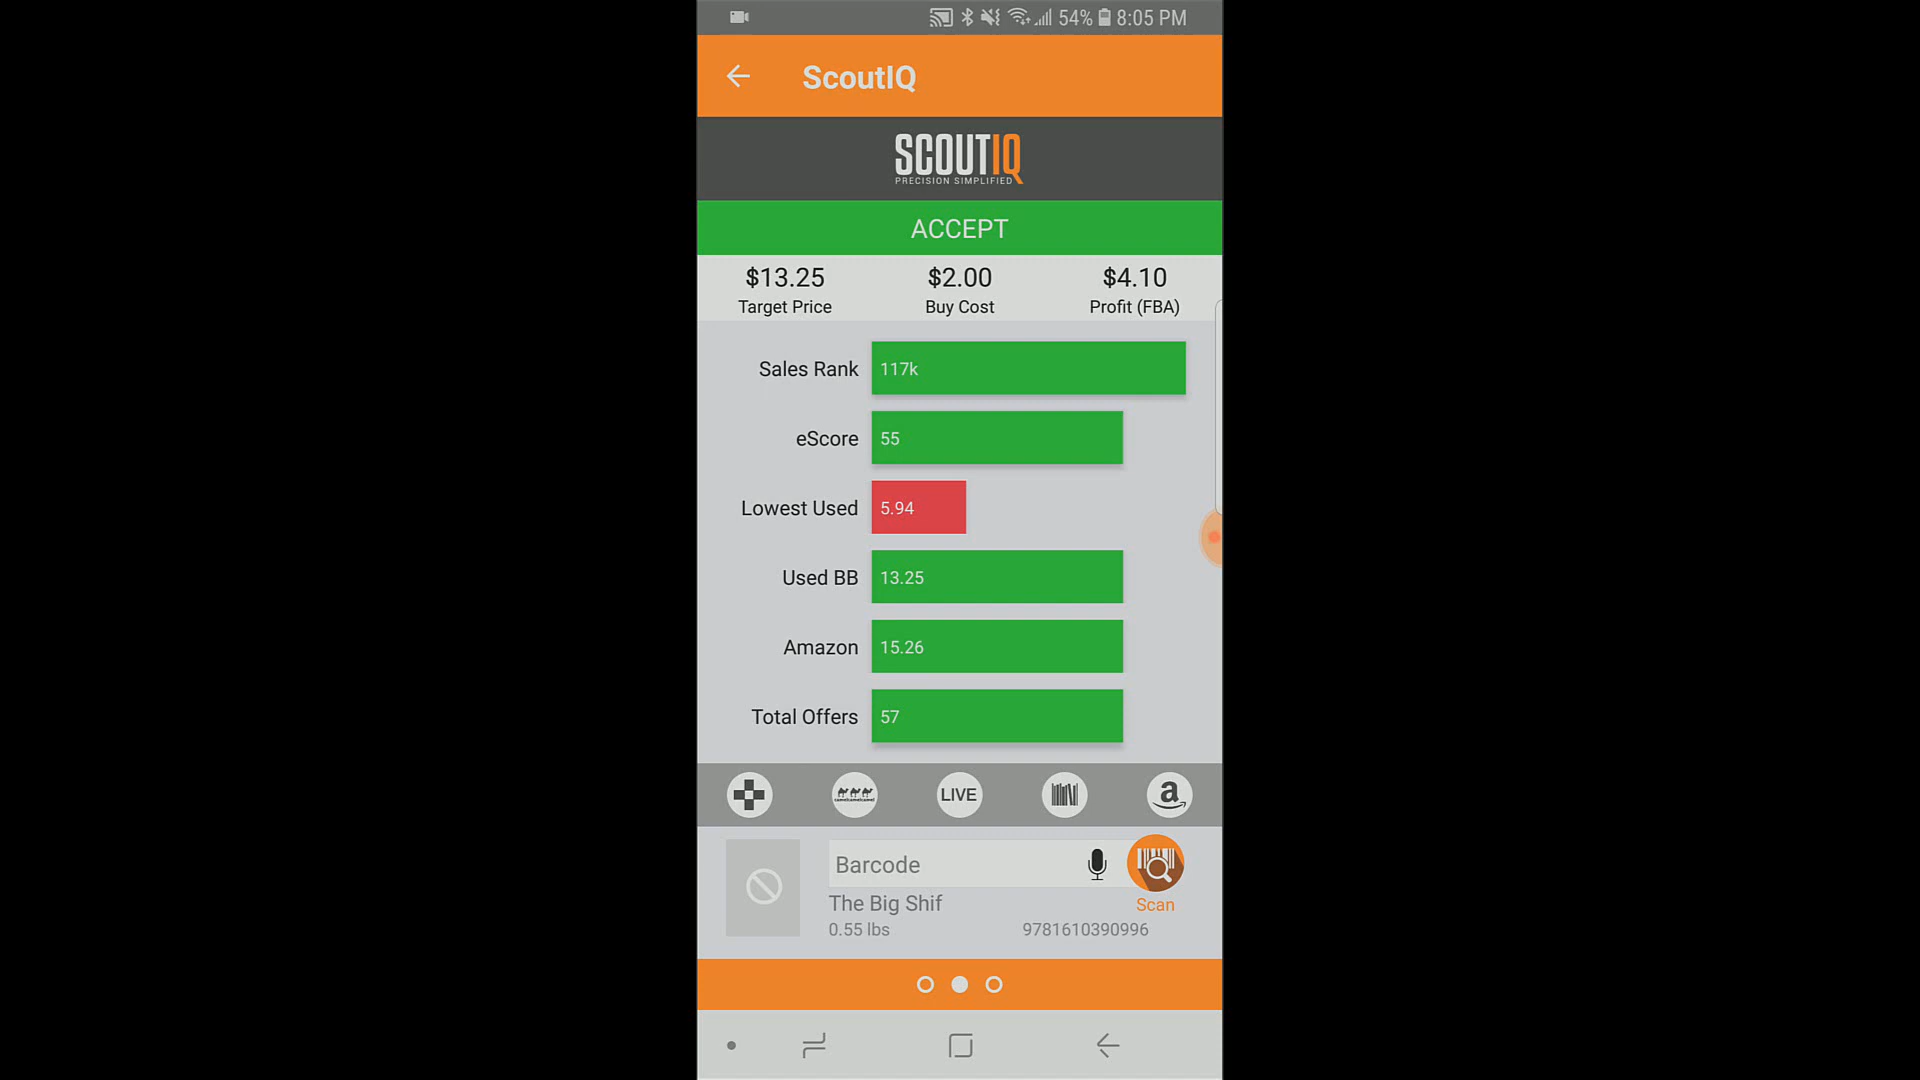 54% 8:05 PM
ScoutIQ
SCOUTIQ
PRECISION SIMPLIFIED
ACCEPT
$13.25 $2.00 $4.10
Target Price Buy Cost Profit (FBA)
Sales Rank 117k
eScore 55
Lowest Used 5.94
Used BB 13.25
Amazon 15.26
Total Offers 57
camelcamelcamel LIVE a
Barcode
The Big Shif Scan
0.55 lbs 9781610390996